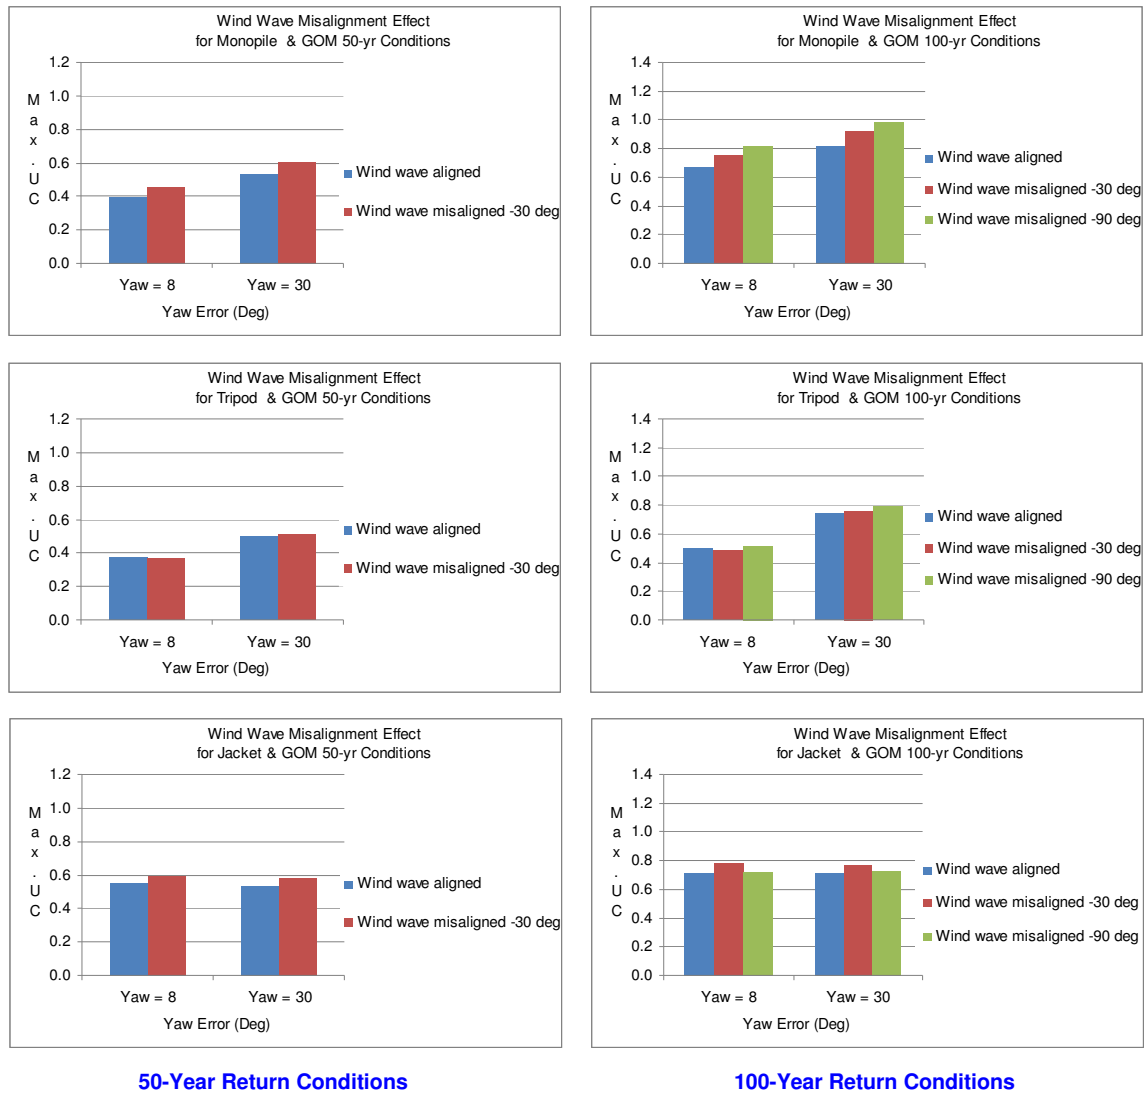 Wind Wave Misalignment Effect
for Monopile & GOM 50-yr Conditions
1.2
1.0
0.8
0.6
0.4
0.2
0.0
Max. UC
Yaw = 8
Yaw = 30
Yaw Error (Deg)
Wind wave aligned
Wind wave misaligned -30 deg
Wind Wave Misalignment Effect
for Monopile & GOM 100-yr Conditions
1.4
1.2
1.0
0.8
0.6
0.4
0.2
0.0
Max. UC
Yaw = 8
Yaw = 30
Yaw Error (Deg)
Wind wave aligned
Wind wave misaligned -30 deg
Wind wave misaligned -90 deg
Wind Wave Misalignment Effect
for Tripod & GOM 50-yr Conditions
1.2
1.0
0.8
0.6
0.4
0.2
0.0
Max. UC
Yaw = 8
Yaw = 30
Yaw Error (Deg)
Wind wave aligned
Wind wave misaligned -30 deg
Wind Wave Misalignment Effect
for Tripod & GOM 100-yr Conditions
1.4
1.2
1.0
0.8
0.6
0.4
0.2
0.0
Max. UC
Yaw = 8
Yaw = 30
Yaw Error (Deg)
Wind wave aligned
Wind wave misaligned -30 deg
Wind wave misaligned -90 deg
Wind Wave Misalignment Effect
for Jacket & GOM 50-yr Conditions
1.2
1.0
0.8
0.6
0.4
0.2
0.0
Max. UC
Yaw = 8
Yaw = 30
Yaw Error (Deg)
Wind wave aligned
Wind wave misaligned -30 deg
Wind Wave Misalignment Effect
for Jacket & GOM 100-yr Conditions
1.4
1.2
1.0
0.8
0.6
0.4
0.2
0.0
Max. UC
Yaw = 8
Yaw = 30
Yaw Error (Deg)
Wind wave aligned
Wind wave misaligned -30 deg
Wind wave misaligned -90 deg
50-Year Return Conditions
100-Year Return Conditions